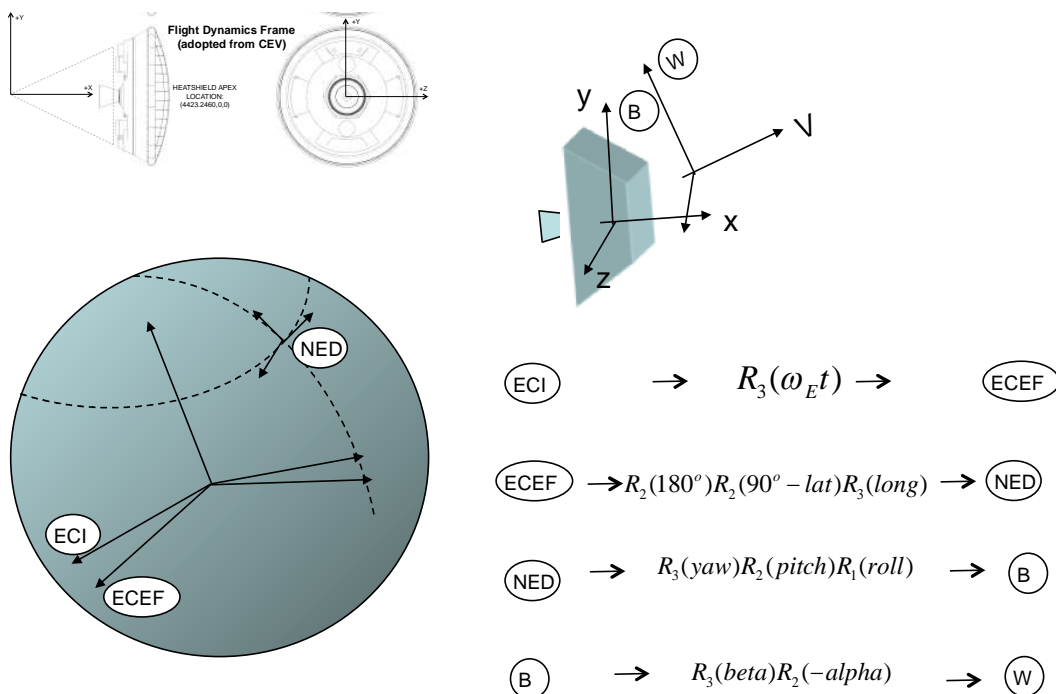 +Y
Flight Dynamics Frame
(adopted from CEV)
+Y
+X
HEATSHIELD APEX
LOCATION:
(4423.2460,0,0)
+Z
W
y
B
V
x
z
NED
ECI
ECEF
ECI → R₃(ω_E t) → ECEF
ECEF → R₂(180°)R₂(90° − lat)R₃(long) → NED
NED → R₃(yaw)R₂(pitch)R₁(roll) → B
B → R₃(beta)R₂(−alpha) → W